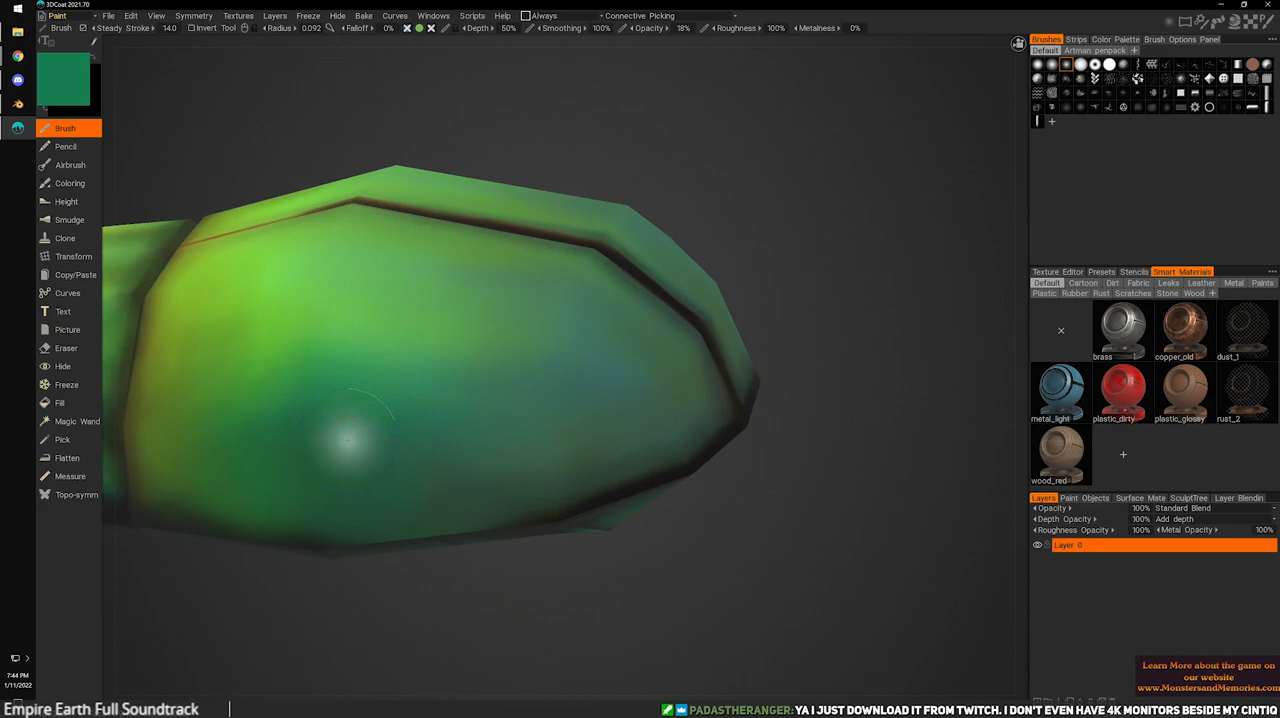 3DCoat 2021.70
Paint File Edit View Symmetry Textures Layers Freeze Hide Bake Curves Windows Scripts Help Always Connective Picking
Brush Steady Stroke 14.0 Invert Tool Radius 0.092 Falloff 0% Depth 50% Smoothing 100% Opacity 18% Roughness 100% Metalness 0%
Brush
Pencil
Airbrush
Coloring
Height
Smudge
Clone
Transform
Copy/Paste
Curves
Text
Picture
Eraser
Hide
Freeze
Fill
Magic Wand
Pick
Flatten
Measure
Topo-symm
Brushes Strips Color Palette Brush Options Panel
Default Artman penpack +
Texture Editor Presets Stencils Smart Materials
Default Cartoon Dirt Fabric Leaks Leather Metal Paints
Plastic Rubber Rust Scratches Stone Wood +
brass copper_old dust_1
metal_light plastic_dirty plastic_glossy rust_2
wood_red
Layers Paint Objects Surface Mate SculptTree Layer Blendin
Opacity 100% Standard Blend
Depth Opacity 100% Add depth
Roughness Opacity 100% Metal Opacity 100%
Layer 0
7:44 PM
1/11/2022
Learn More about the game on
our website
www.MonstersandMemories.com
Empire Earth Full Soundtrack
PADASTHERANGER: YA I JUST DOWNLOAD IT FROM TWITCH. I DON'T EVEN HAVE 4K MONITORS BESIDE MY CINTIQ